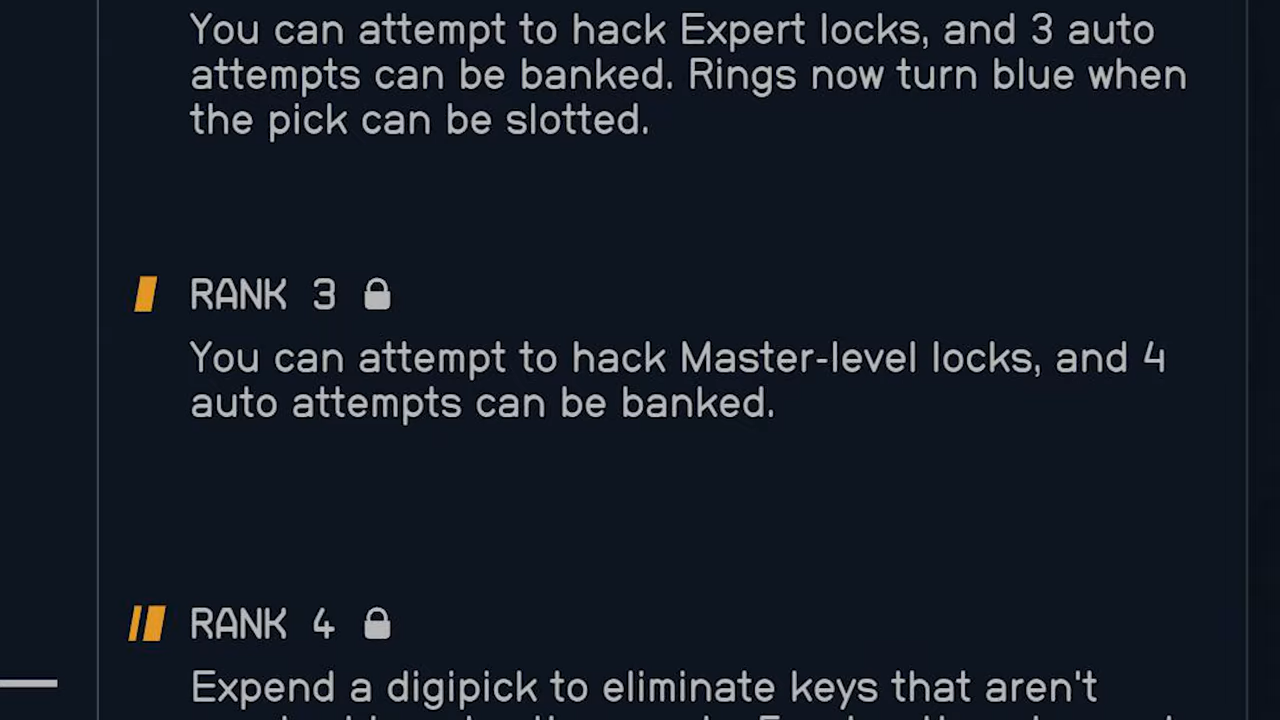 You can attempt to hack Expert locks, and 3 auto
attempts can be banked. Rings now turn blue when
the pick can be slotted.
RANK 3
You can attempt to hack Master-level locks, and 4
auto attempts can be banked.
RANK 4
Expend a digipick to eliminate keys that aren't